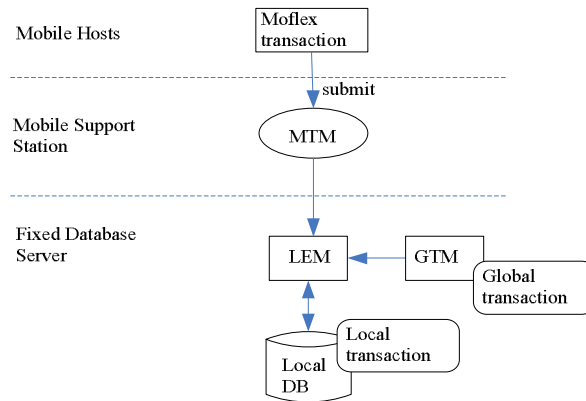 Mobile Hosts
Moflex
transaction
submit
Mobile Support
Station
MTM
Fixed Database
Server
LEM
GTM
Global
transaction
Local
transaction
Local
DB